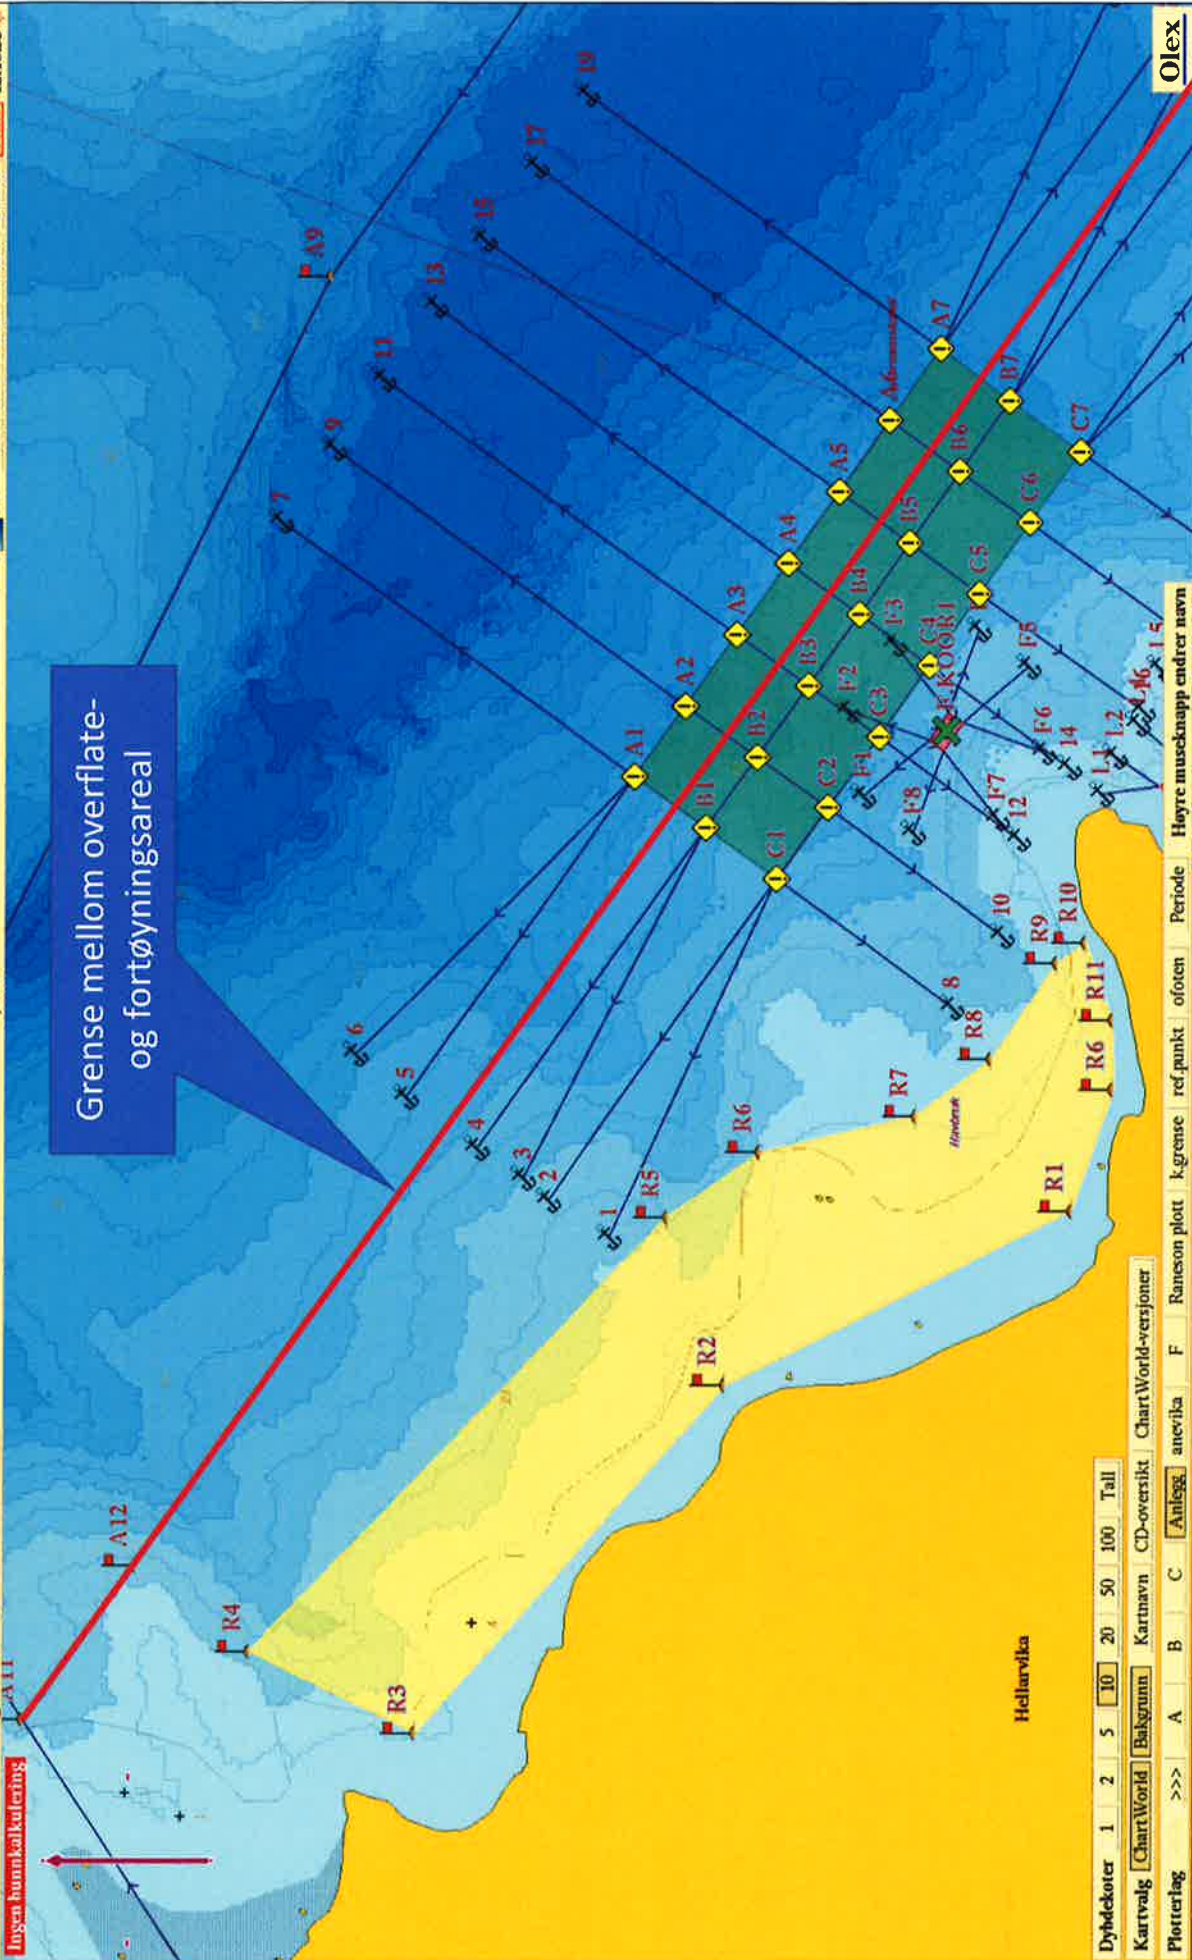 Ingen bunnkalkulering
Grense mellom overflate-
og fortøyningsareal
A11
A12
A9
R4
R3
R2
R1
R5
R6
R7
R8
R9
R10
R11
R6
Havbruk
Hellarvika
1
2
3
4
5
6
7
9
11
13
15
17
19
8
10
12
14
A1
A2
A3
A4
A5
A7
B1
B2
B3
B4
B5
B6
B7
C1
C2
C3
C4
C5
C6
C7
F1
F2
F3
F5
F6
F7
F8
L1
L2
L5
Olex
Dybdekoter 1 2 5 10 20 50 100 Tall
Kartvalg ChartWorld Bakgrunn Kartnavn CD-oversikt ChartWorld-versjoner
Plotterlag >>> A B C Anlegg anevika F Raneson plott k.grense ref.punkt ofoten Periode Høyre museknapp endrer navn